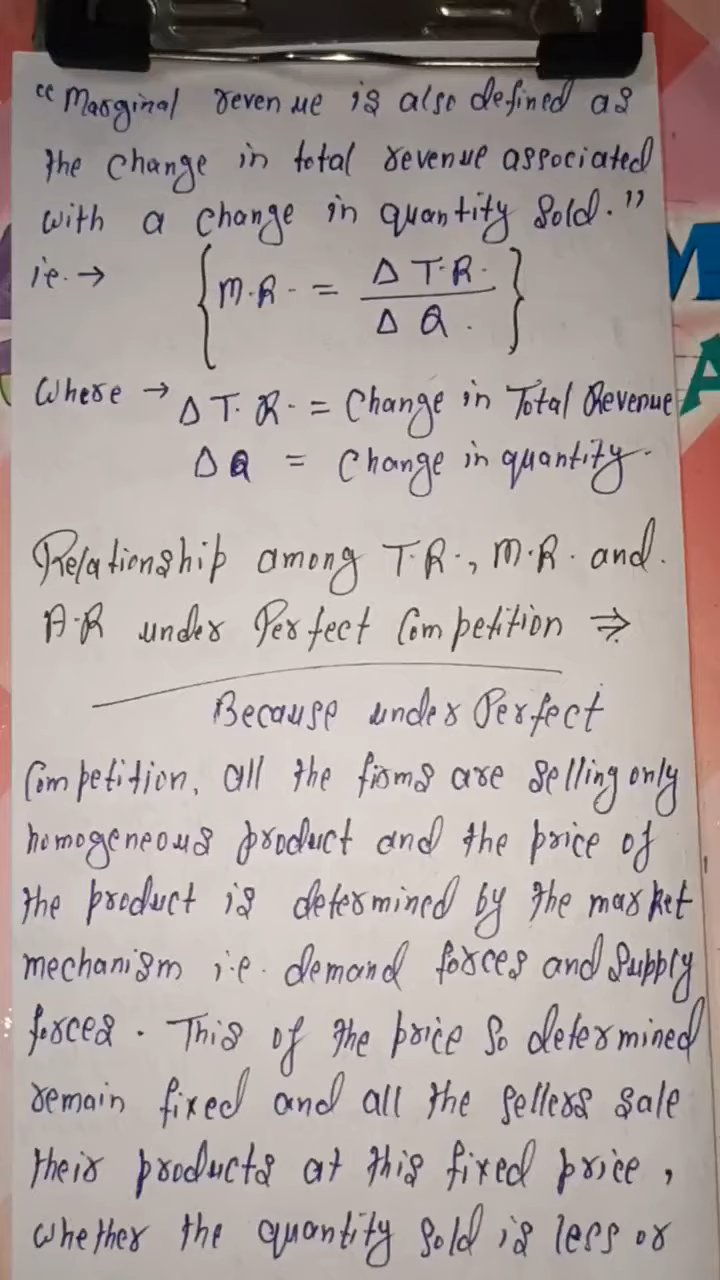 “Marginal revenue is also defined as
the change in total revenue associated
with a change in quantity sold.”
i.e. → { M.R. = Δ T.R. / Δ Q. }
Where → Δ T.R. = Change in Total Revenue
Δ Q = Change in quantity.
Relationship among T.R., M.R. and.
A.R under Perfect Competition ⇒
Because under Perfect
Competition, all the firms are selling only
homogeneous product and the price of
the product is determined by the market
mechanism i.e. demand forces and supply
forces. This of the price so determined
remain fixed and all the sellers sale
their products at this fixed price,
whether the quantity sold is less or
M
A